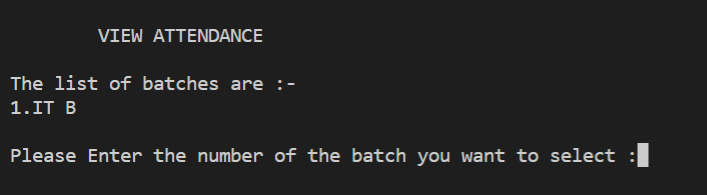 VIEW ATTENDANCE
The list of batches are :-
1.IT B
Please Enter the number of the batch you want to select :